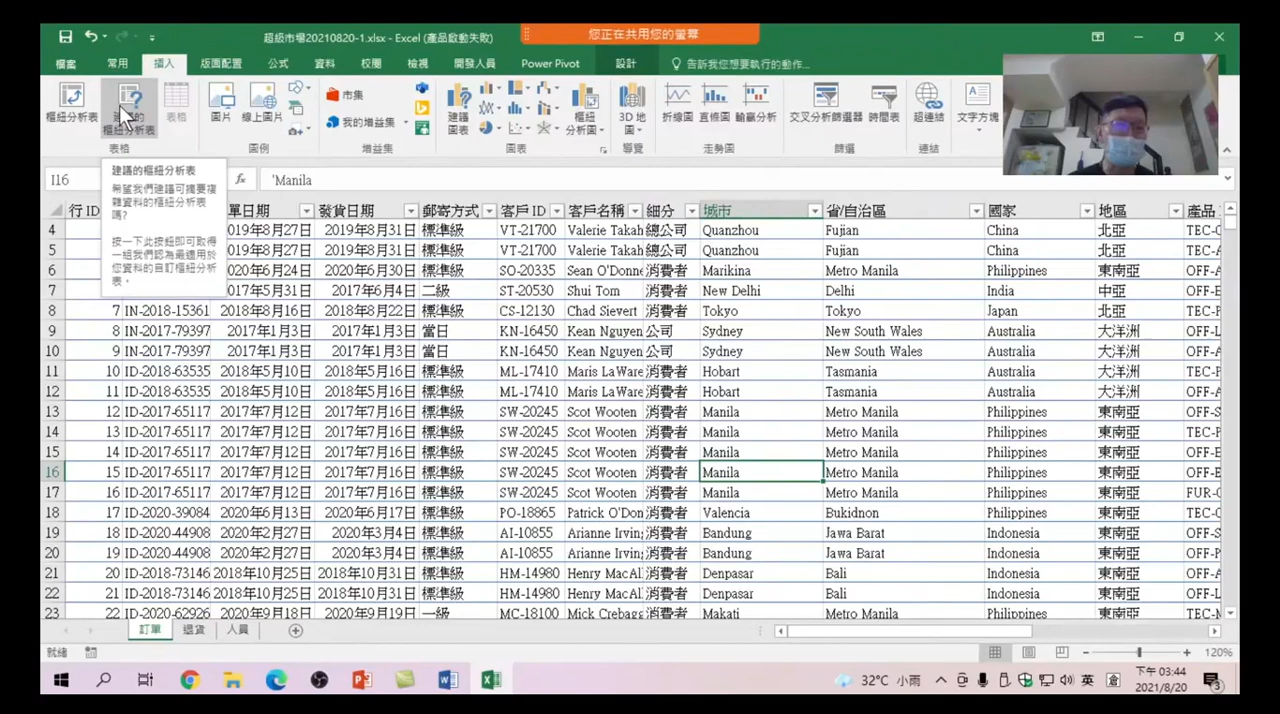 超級市場20210820-1.xlsx - Excel (產品啟動失敗)
您正在共用您的螢幕
檔案 常用 插入 版面配置 公式 資料 校閱 檢視 開發人員 Power Pivot 設計 告訴我您想要執行的動作...
樞紐分析表 建議的樞紐分析表 表格 圖片 線上圖片 市集 我的增益集 建議圖表 樞紐分析圖 3D 地圖 折線圖 直條圖 輸贏分析 交叉分析篩選器 時間表 超連結 文字方塊
表格 圖例 增益集 圖表 導覽 走勢圖 篩選 連結
建議的樞紐分析表
希望我們建議可摘要複
雜資料的樞紐分析表
嗎?
按一下此按鈕即可取得
一組我們認為最適用於
您資料的自訂樞紐分析
表。
I16 fx 'Manila
行 ID 單日期 發貨日期 郵寄方式 客戶 ID 客戶名稱 細分 城市 省/自治區 國家 地區 產品
4 019年8月27日 2019年8月31日 標準級 VT-21700 Valerie Takah 總公司 Quanzhou Fujian China 北亞 TEC-C
5 019年8月27日 2019年8月31日 標準級 VT-21700 Valerie Takah 總公司 Quanzhou Fujian China 北亞
6 020年6月24日 2020年6月30日 標準級 SO-20335 Sean O'Donne 消費者 Marikina Metro Manila Philippines 東南亞 TEC-A
7 017年5月31日 2017年6月4日 二級 ST-20530 Shui Tom 消費者 New Delhi Delhi India 中亞 OFF-E
8 7 IN-2018-15361 2018年8月16日 2018年8月22日 標準級 CS-12130 Chad Sievert 消費者 Tokyo Tokyo Japan 北亞 TEC-P
9 8 IN-2017-79397 2017年1月3日 2017年1月3日 當日 KN-16450 Kean Nguyen 公司 Sydney New South Wales Australia 大洋洲 OFF-L
10 9 IN-2017-79397 2017年1月3日 2017年1月3日 當日 KN-16450 Kean Nguyen 公司 Sydney New South Wales Australia 大洋洲 OFF-A
11 10 ID-2018-63535 2018年5月10日 2018年5月16日 標準級 ML-17410 Maris LaWare 消費者 Hobart Tasmania Australia 大洋洲 TEC-P
12 11 ID-2018-63535 2018年5月10日 2018年5月16日 標準級 ML-17410 Maris LaWare 消費者 Hobart Tasmania Australia 大洋洲 OFF-A
13 12 ID-2017-65117 2017年7月12日 2017年7月16日 標準級 SW-20245 Scot Wooten 消費者 Manila Metro Manila Philippines 東南亞 OFF-S
14 13 ID-2017-65117 2017年7月12日 2017年7月16日 標準級 SW-20245 Scot Wooten 消費者 Manila Metro Manila Philippines 東南亞 TEC-P
15 14 ID-2017-65117 2017年7月12日 2017年7月16日 標準級 SW-20245 Scot Wooten 消費者 Manila Metro Manila Philippines 東南亞 OFF-E
16 15 ID-2017-65117 2017年7月12日 2017年7月16日 標準級 SW-20245 Scot Wooten 消費者 Manila Metro Manila Philippines 東南亞 OFF-E
17 16 ID-2017-65117 2017年7月12日 2017年7月16日 標準級 SW-20245 Scot Wooten 消費者 Manila Metro Manila Philippines 東南亞 FUR-C
18 17 ID-2020-39084 2020年6月13日 2020年6月17日 標準級 PO-18865 Patrick O'Don 消費者 Valencia Bukidnon Philippines 東南亞 TEC-C
19 18 ID-2020-44908 2020年2月27日 2020年3月4日 標準級 AI-10855 Arianne Irving 消費者 Bandung Jawa Barat Indonesia 東南亞 OFF-A
20 19 ID-2020-44908 2020年2月27日 2020年3月4日 標準級 AI-10855 Arianne Irving 消費者 Bandung Jawa Barat Indonesia 東南亞 OFF-P
21 20 ID-2018-73146 2018年10月25日 2018年10月31日 標準級 HM-14980 Henry MacAll 消費者 Denpasar Bali Indonesia 東南亞 OFF-E
22 21 ID-2018-73146 2018年10月25日 2018年10月31日 標準級 HM-14980 Henry MacAll 消費者 Denpasar Bali Indonesia 東南亞 OFF-A
23 22 ID-2020-62926 2020年9月18日 2020年9月19日 一級 MC-18100 Mick Crebagg 消費者 Makati Metro Manila Philippines 東南亞
訂單 退貨 人員
就緒 120%
32°C 小雨 英 下午 03:44
2021/8/20 3